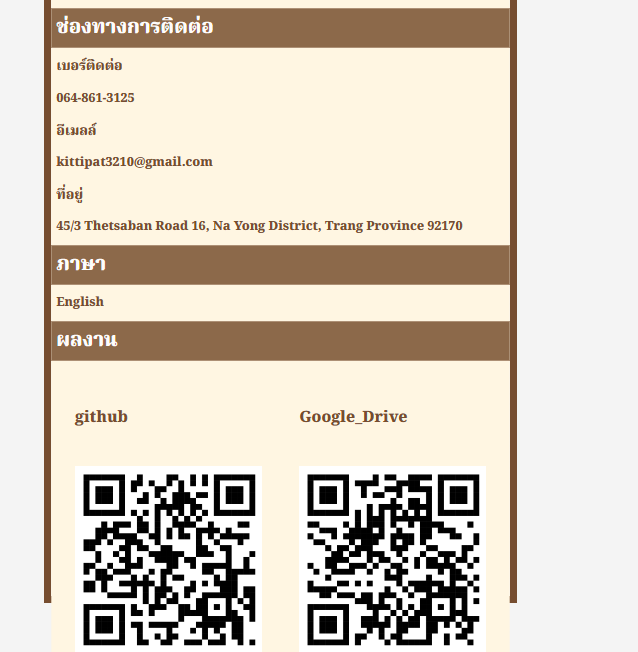 ช่องทางการติดต่อ
เบอร์ติดต่อ
064-861-3125
อีเมลล์
kittipat3210@gmail.com
ที่อยู่
45/3 Thetsaban Road 16, Na Yong District, Trang Province 92170
ภาษา
English
ผลงาน
github
Google_Drive